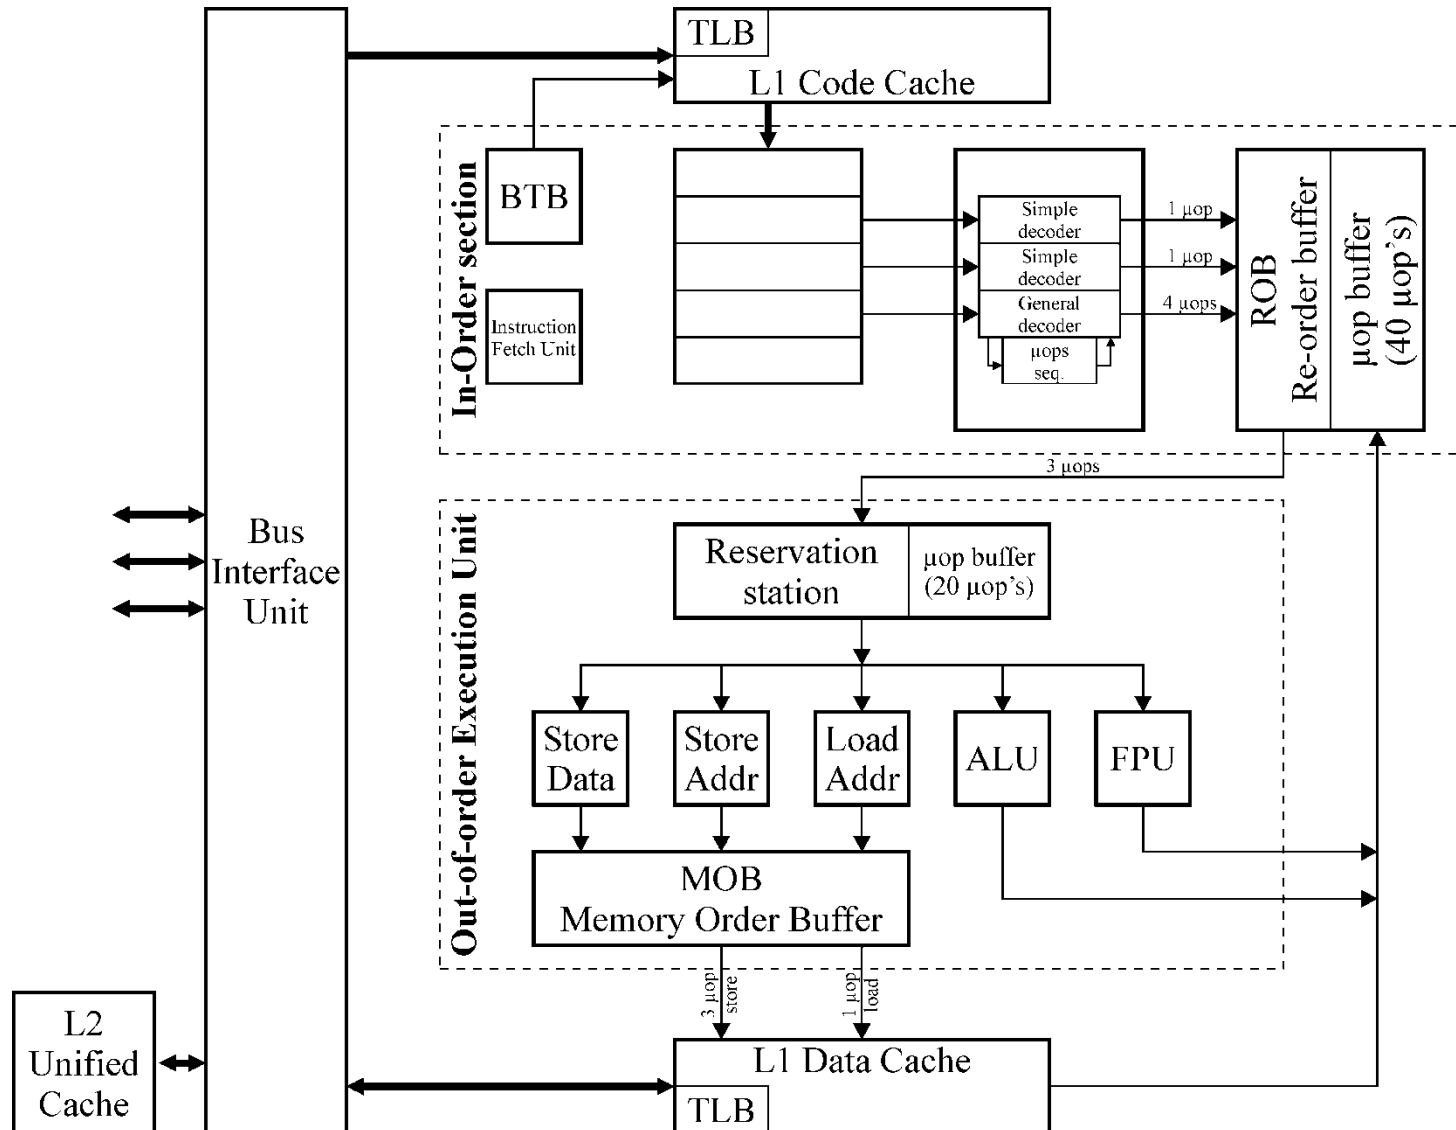 TLB
L1 Code Cache
In-Order section
BTB
Instruction
Fetch Unit
Simple
decoder
Simple
decoder
General
decoder
µops
seq.
1 µop
1 µop
4 µops
ROB
Re-order buffer
µop buffer
(40 µop’s)
3 µops
Bus
Interface
Unit
Out-of-order Execution Unit
Reservation
station
µop buffer
(20 µop’s)
Store
Data
Store
Addr
Load
Addr
ALU
FPU
MOB
Memory Order Buffer
3 µop
store
1 µop
load
L2
Unified
Cache
L1 Data Cache
TLB